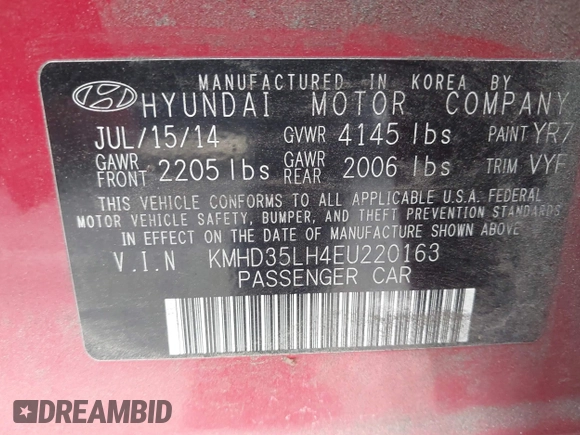 MANUFACTURED IN KOREA BY
HYUNDAI MOTOR COMPANY
JUL/15/14 GVWR 4145 lbs PAINT YR7
GAWR FRONT 2205 lbs GAWR REAR 2006 lbs TRIM VYF
THIS VEHICLE CONFORMS TO ALL APPLICABLE U.S.A. FEDERAL
MOTOR VEHICLE SAFETY, BUMPER, AND THEFT PREVENTION STANDARDS
IN EFFECT ON THE DATE OF MANUFACTURE SHOWN ABOVE.
V.I.N KMHD35LH4EU220163
PASSENGER CAR
DREAMBID